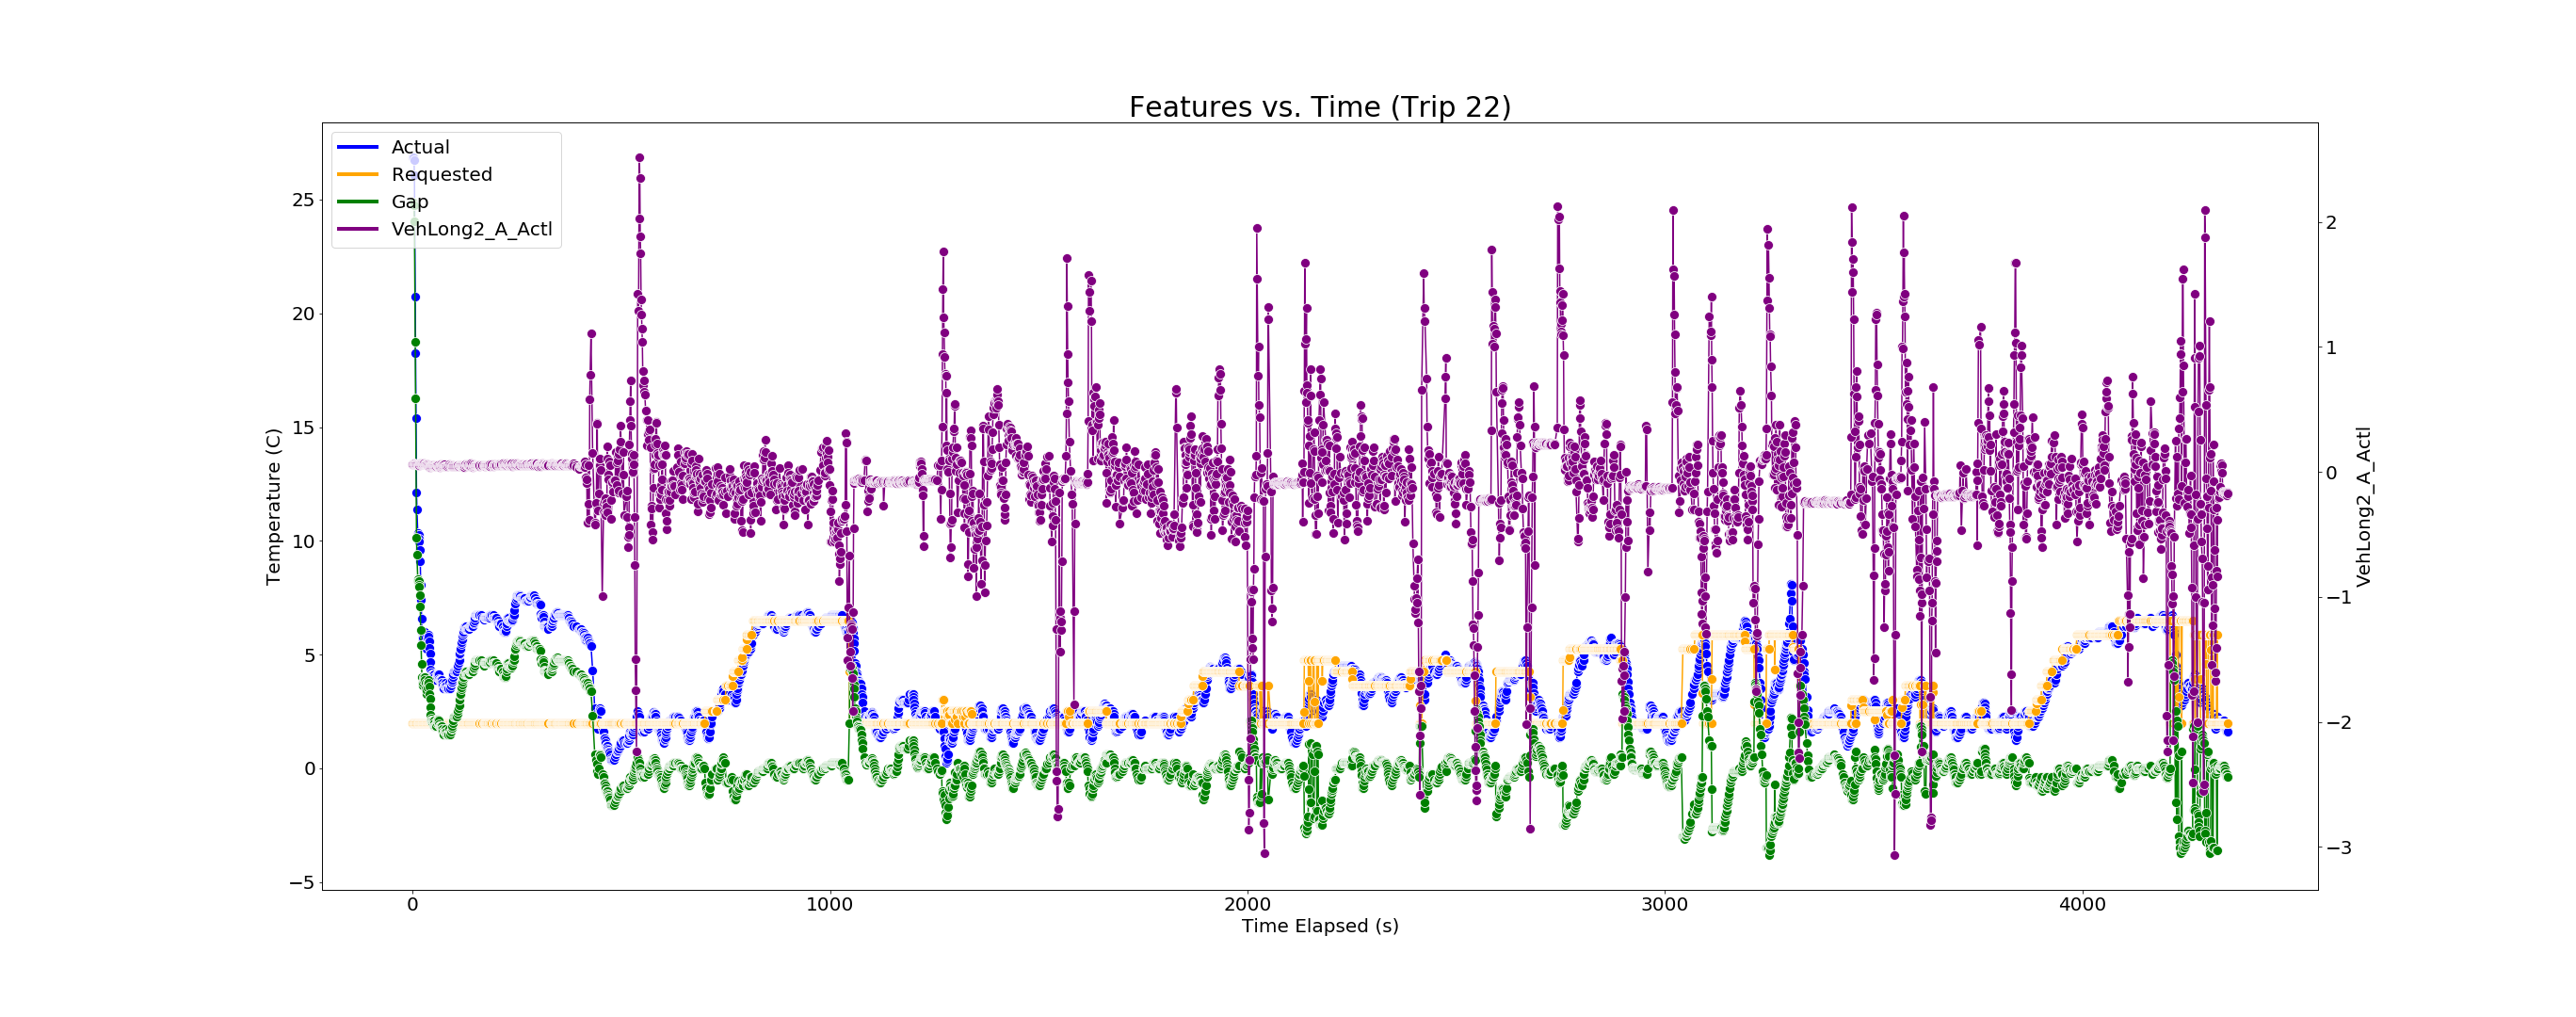 Features vs. Time (Trip 22)
Actual
Requested
Gap
VehLong2_A_Actl
Temperature (C)
25
20
15
10
5
0
−5
2
1
0
−1
−2
−3
VehLong2_A_Actl
0 1000 2000 3000 4000
Time Elapsed (s)